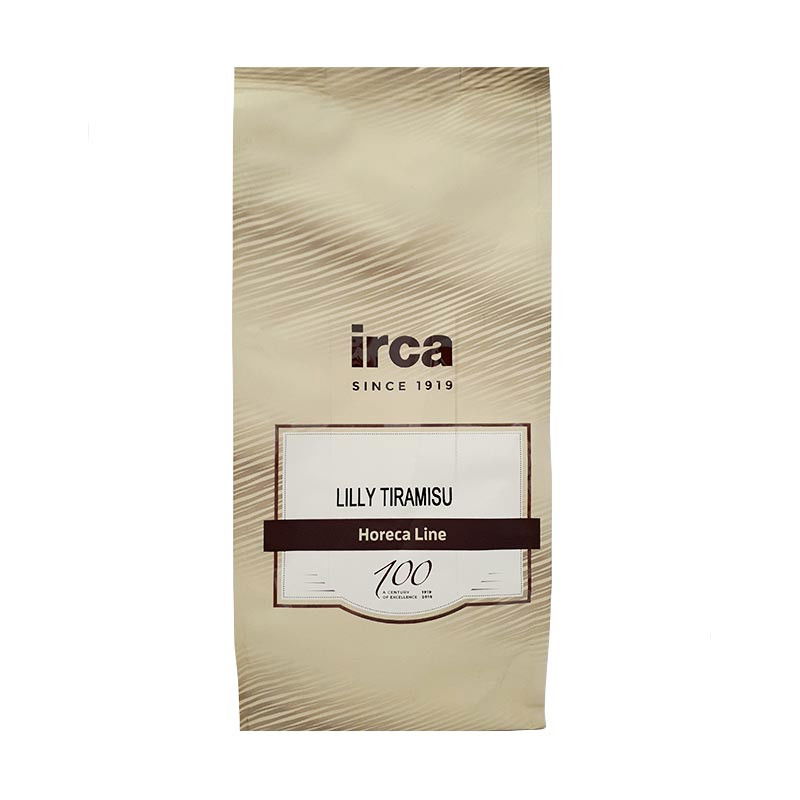 irca
SINCE 1919
LILLY TIRAMISU
Horeca Line
100
A CENTURY 1919
OF EXCELLENCE 2019